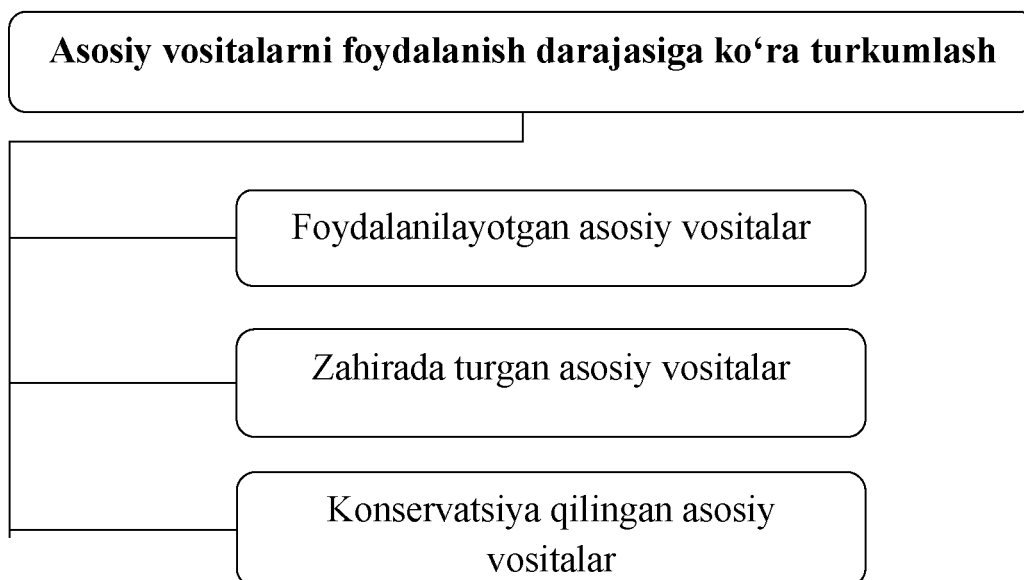 Asosiy vositalarni foydalanish darajasiga ko‘ra turkumlash
Foydalanilayotgan asosiy vositalar
Zahirada turgan asosiy vositalar
Konservatsiya qilingan asosiy
vositalar